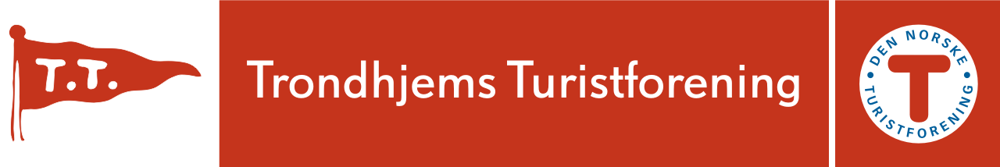 T.T.
Trondhjems Turistforening
DEN NORSKE
T
TURISTFORENING